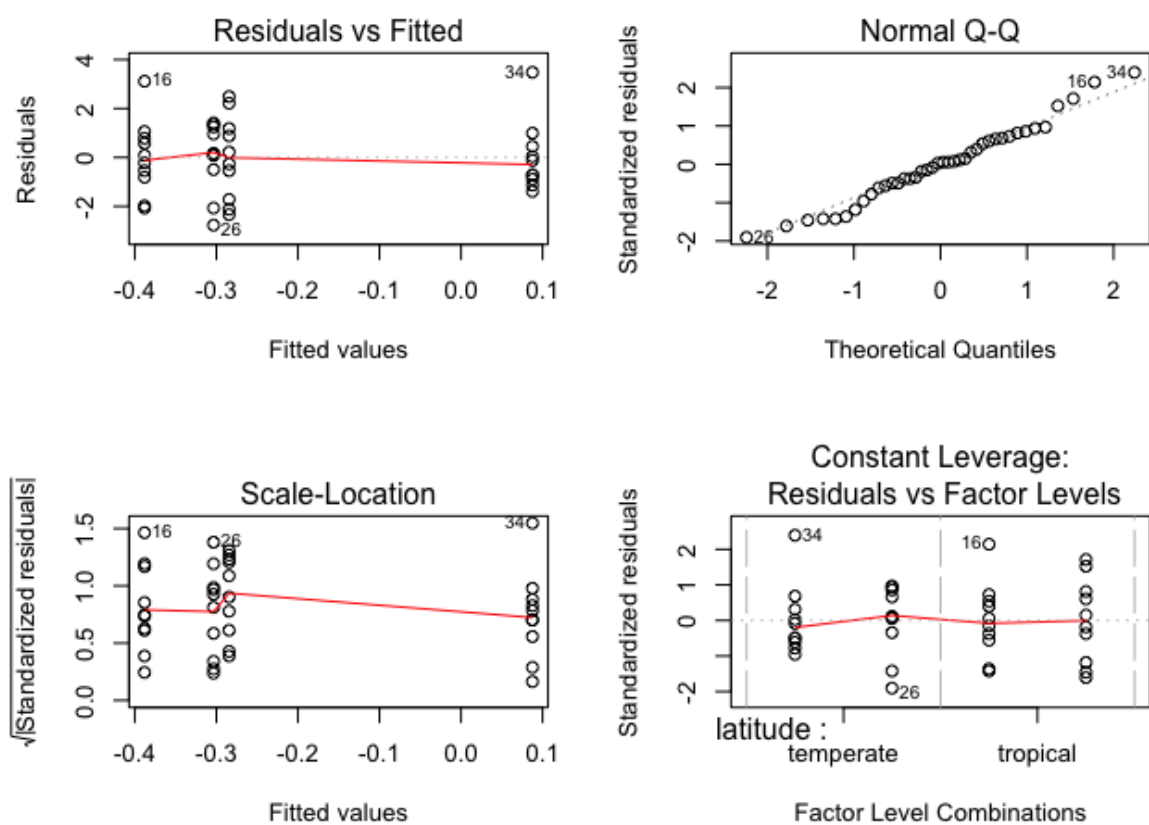 Residuals vs Fitted
Residuals
4
2
0
-2
16
34
26
-0.4 -0.3 -0.2 -0.1 0.0 0.1
Fitted values
Normal Q-Q
Standardized residuals
2
1
0
-2
34
16
26
-2 -1 0 1 2
Theoretical Quantiles
Scale-Location
√|Standardized residuals|
1.5
1.0
0.5
0.0
16
26
34
-0.4 -0.3 -0.2 -0.1 0.0 0.1
Fitted values
Constant Leverage:
Residuals vs Factor Levels
Standardized residuals
2
1
0
-2
34
16
26
latitude :
temperate tropical
Factor Level Combinations